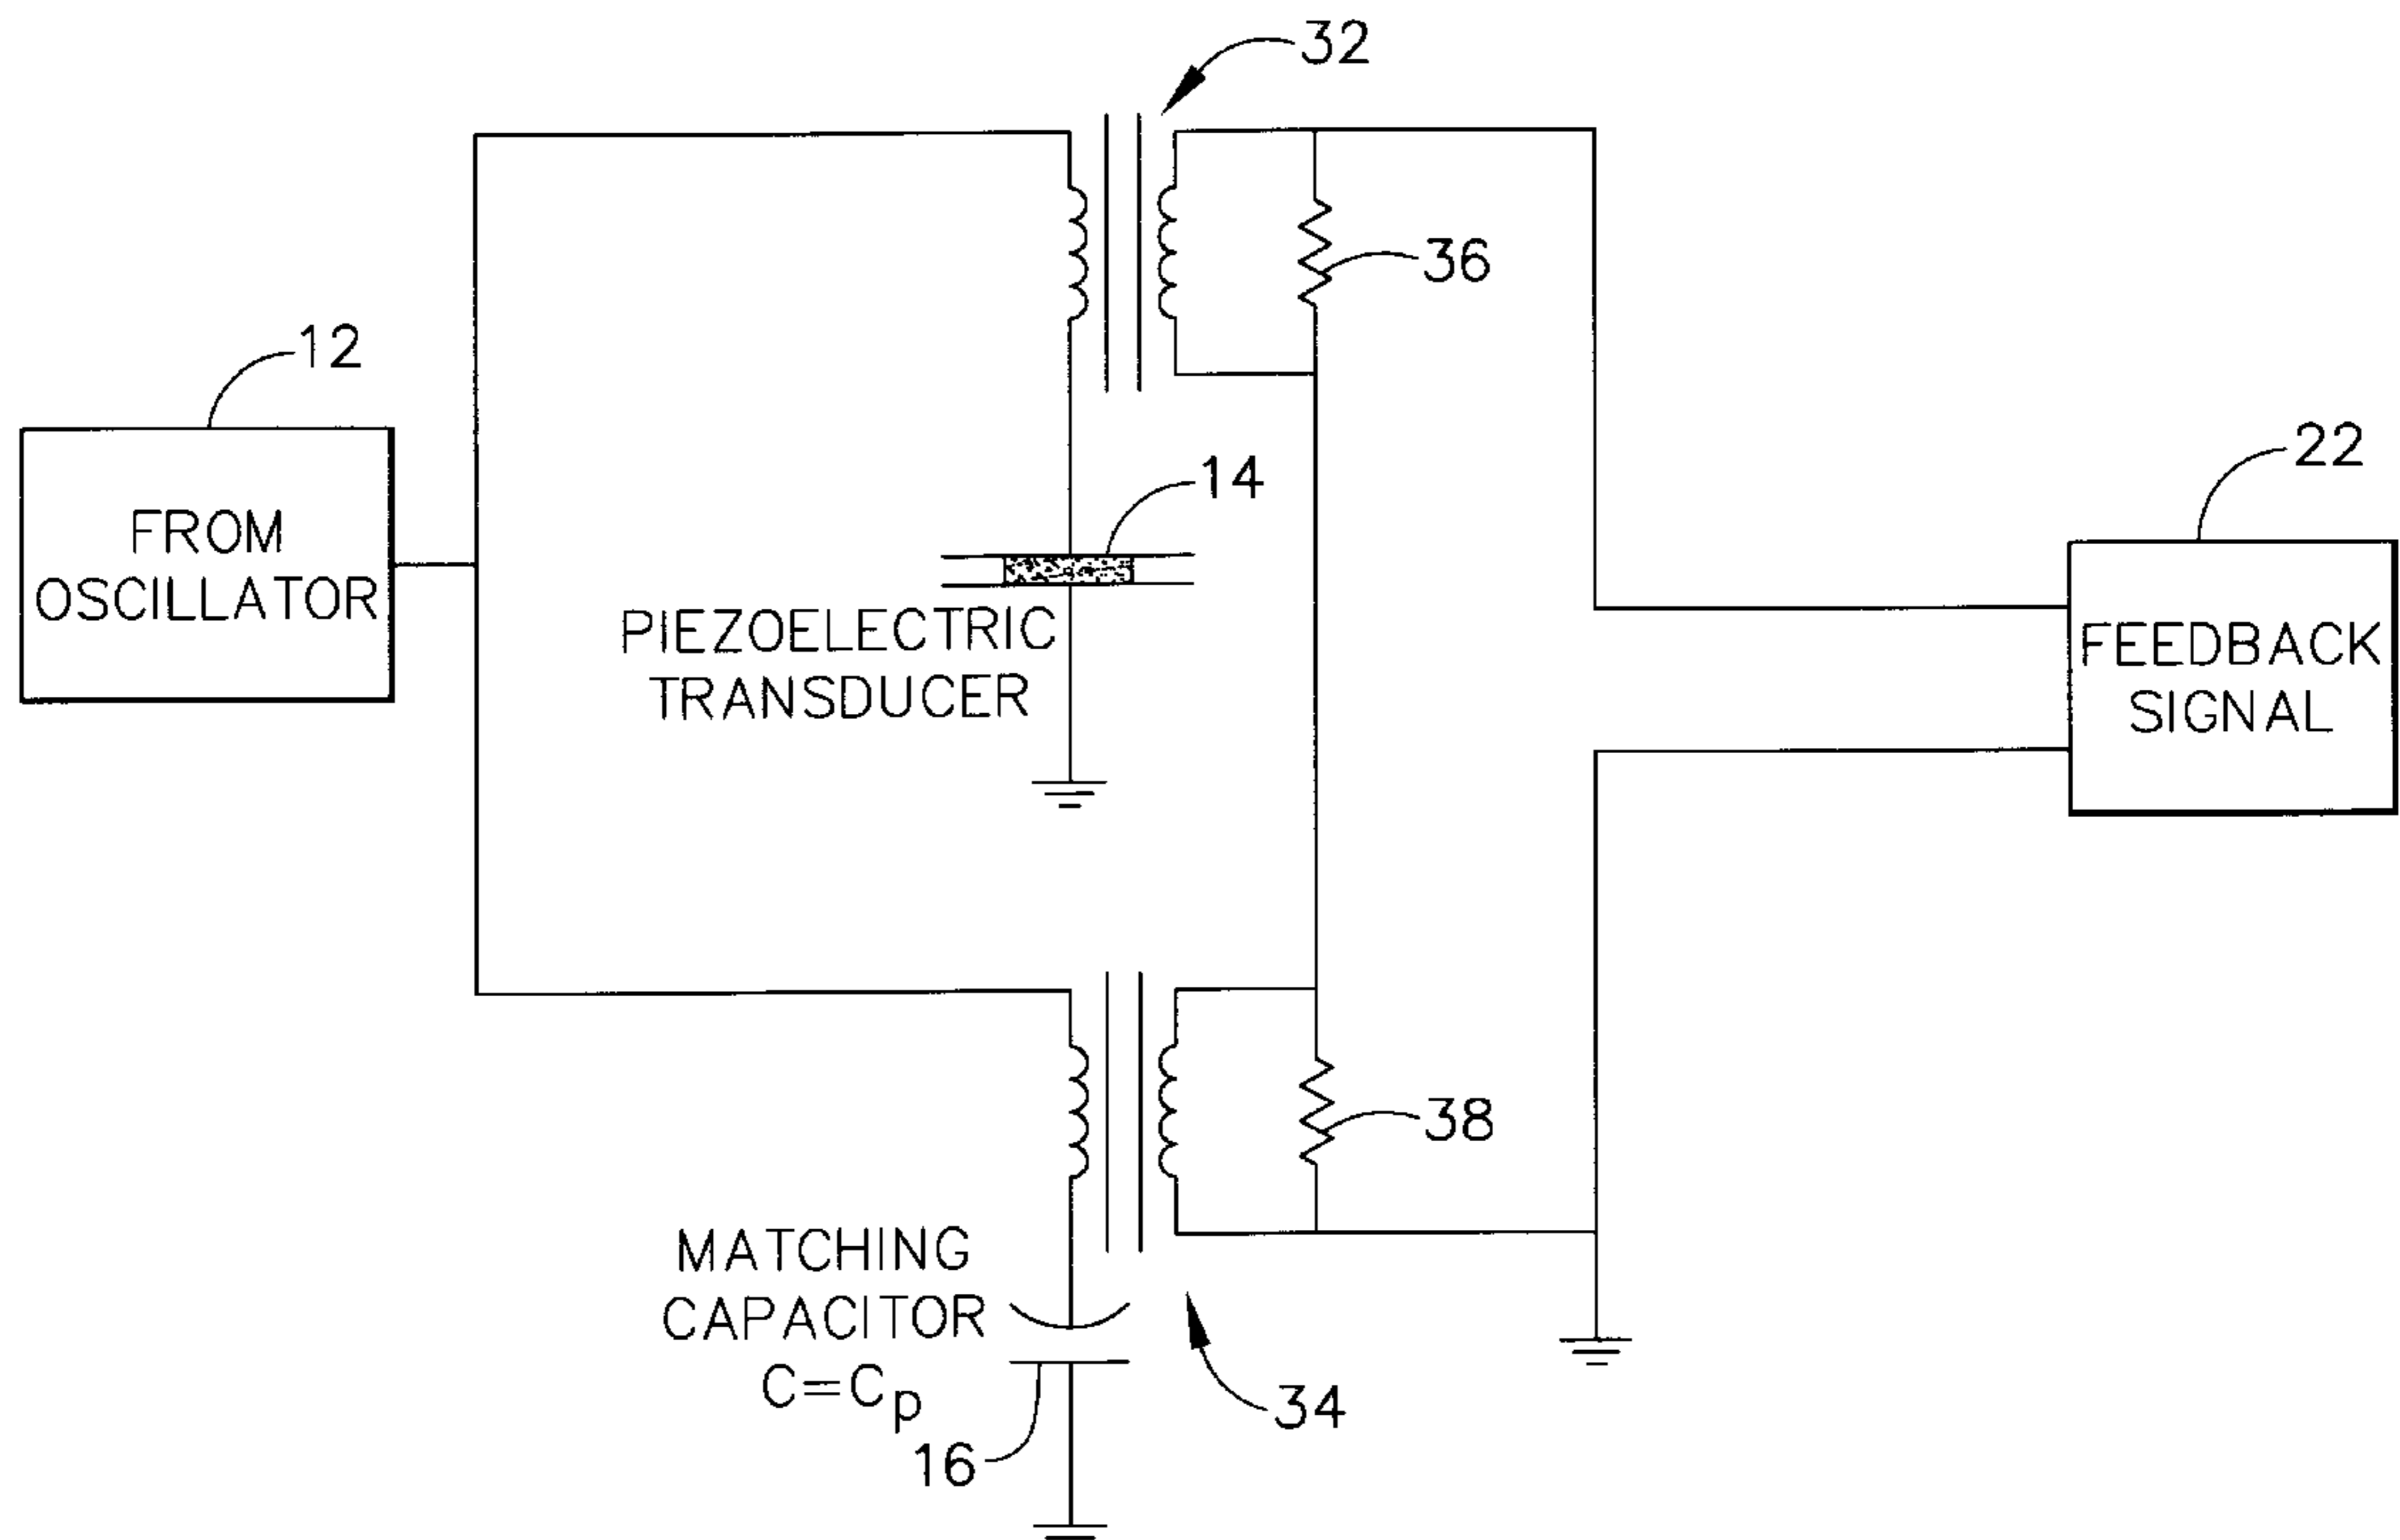 32
36
12
14
22
FROM
OSCILLATOR
PIEZOELECTRIC
TRANSDUCER
FEEDBACK
SIGNAL
38
MATCHING
CAPACITOR
C=Cp
34
16